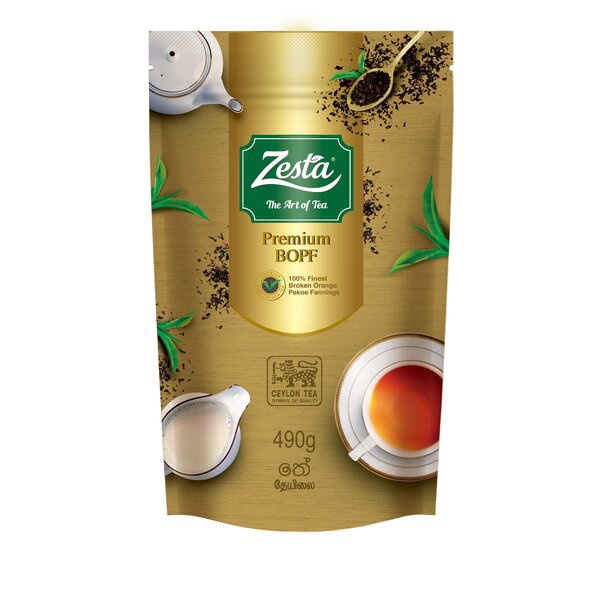 Zesta®
The Art of Tea
Premium
BOPF
100% Finest
Broken Orange
Pekoe Fannings
CEYLON TEA
SYMBOL OF QUALITY
490g
තේ
தேயிலை